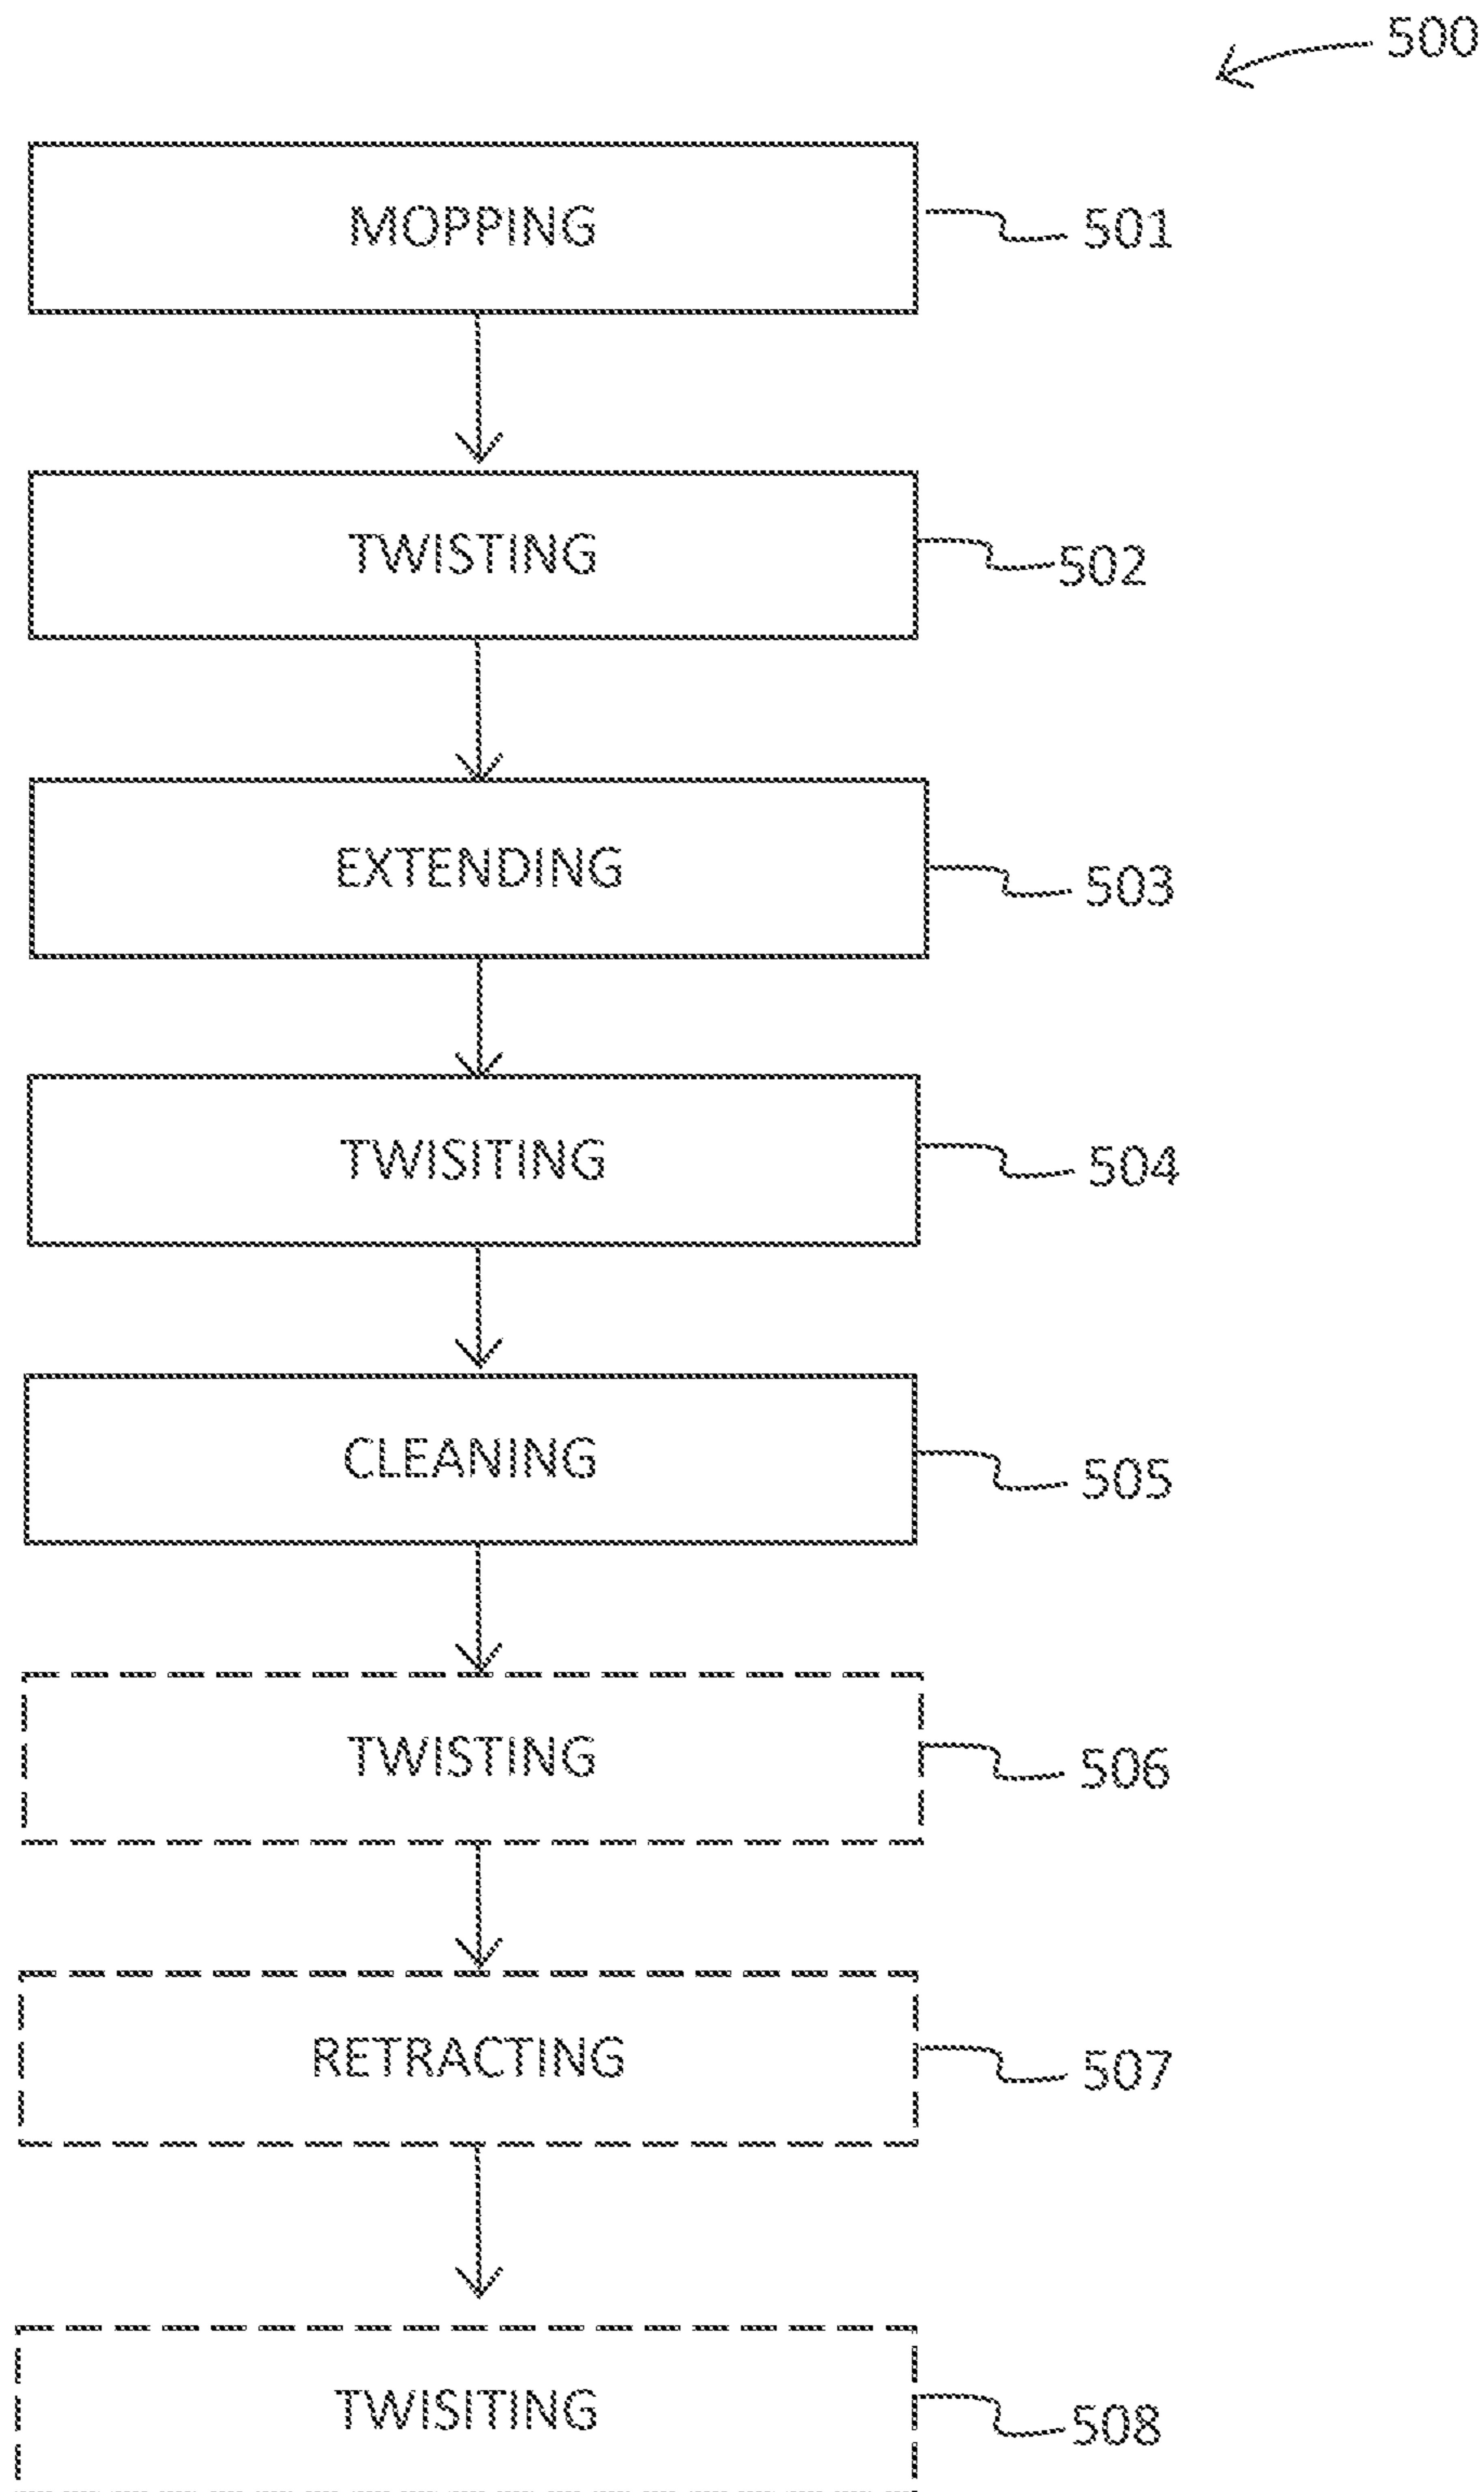 500
MOPPING
501
TWISTING
502
EXTENDING
503
TWISITING
504
CLEANING
505
TWISTING
506
RETRACTING
507
TWISITING
508